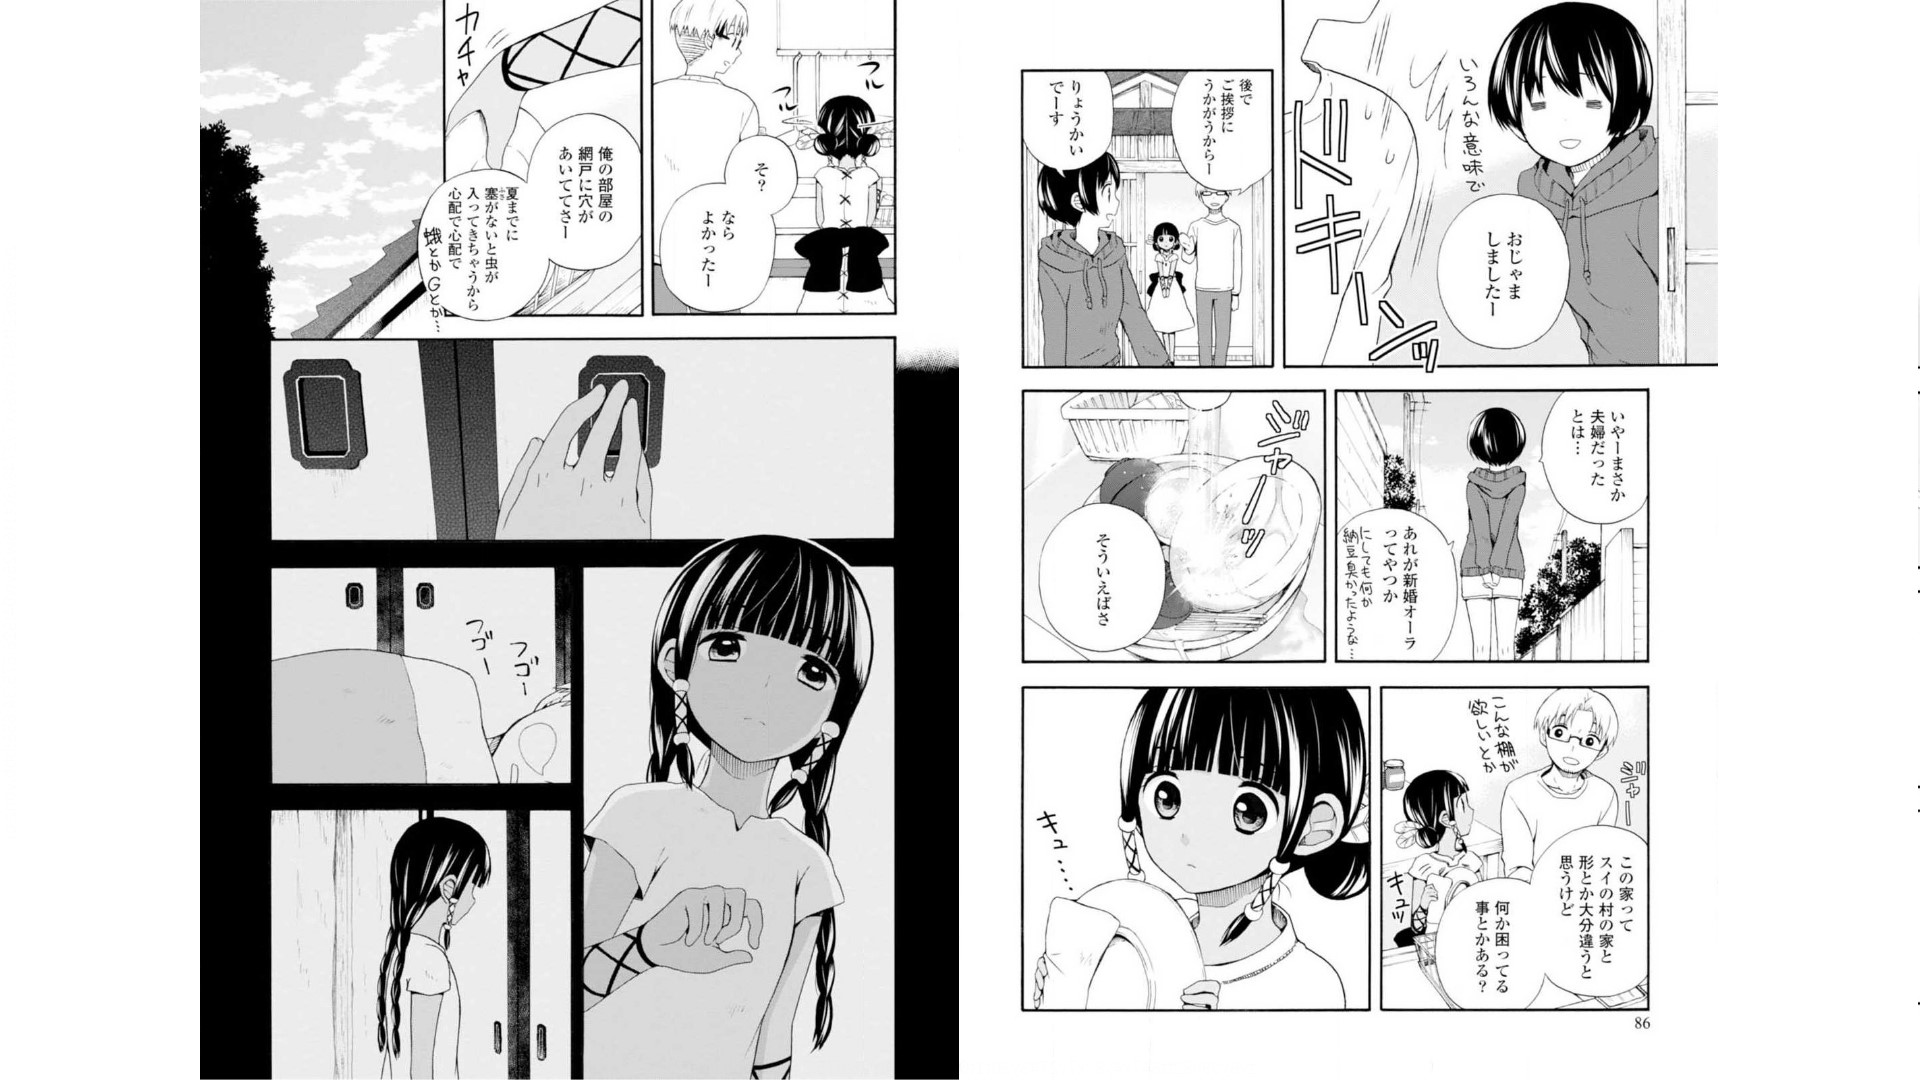 いろんな意味で
おじゃま
しましたー
ドキーンッ
後で
ご挨拶に
うかがうからー
りょうかい
でーす
いやーまさか
夫婦だった
とは…
あれが新婚オーラ
ってやつか
にしても何か
納豆臭かったような…
ジャーッ
そういえばさ
こんな棚が
欲しいとか
ジャー
この家って
スイの村の家と
形とか大分違うと
思うけど
何か困ってる
事とかある?
キュッ
キュ…
86
フル
フル
そ?
なら
よかったー
カチャ
俺の部屋の
網戸に穴が
あいててさー
夏までに
塞がないと虫が
入ってきちゃうから
心配で心配で
蛾とかGとか…
フゴー
フゴー